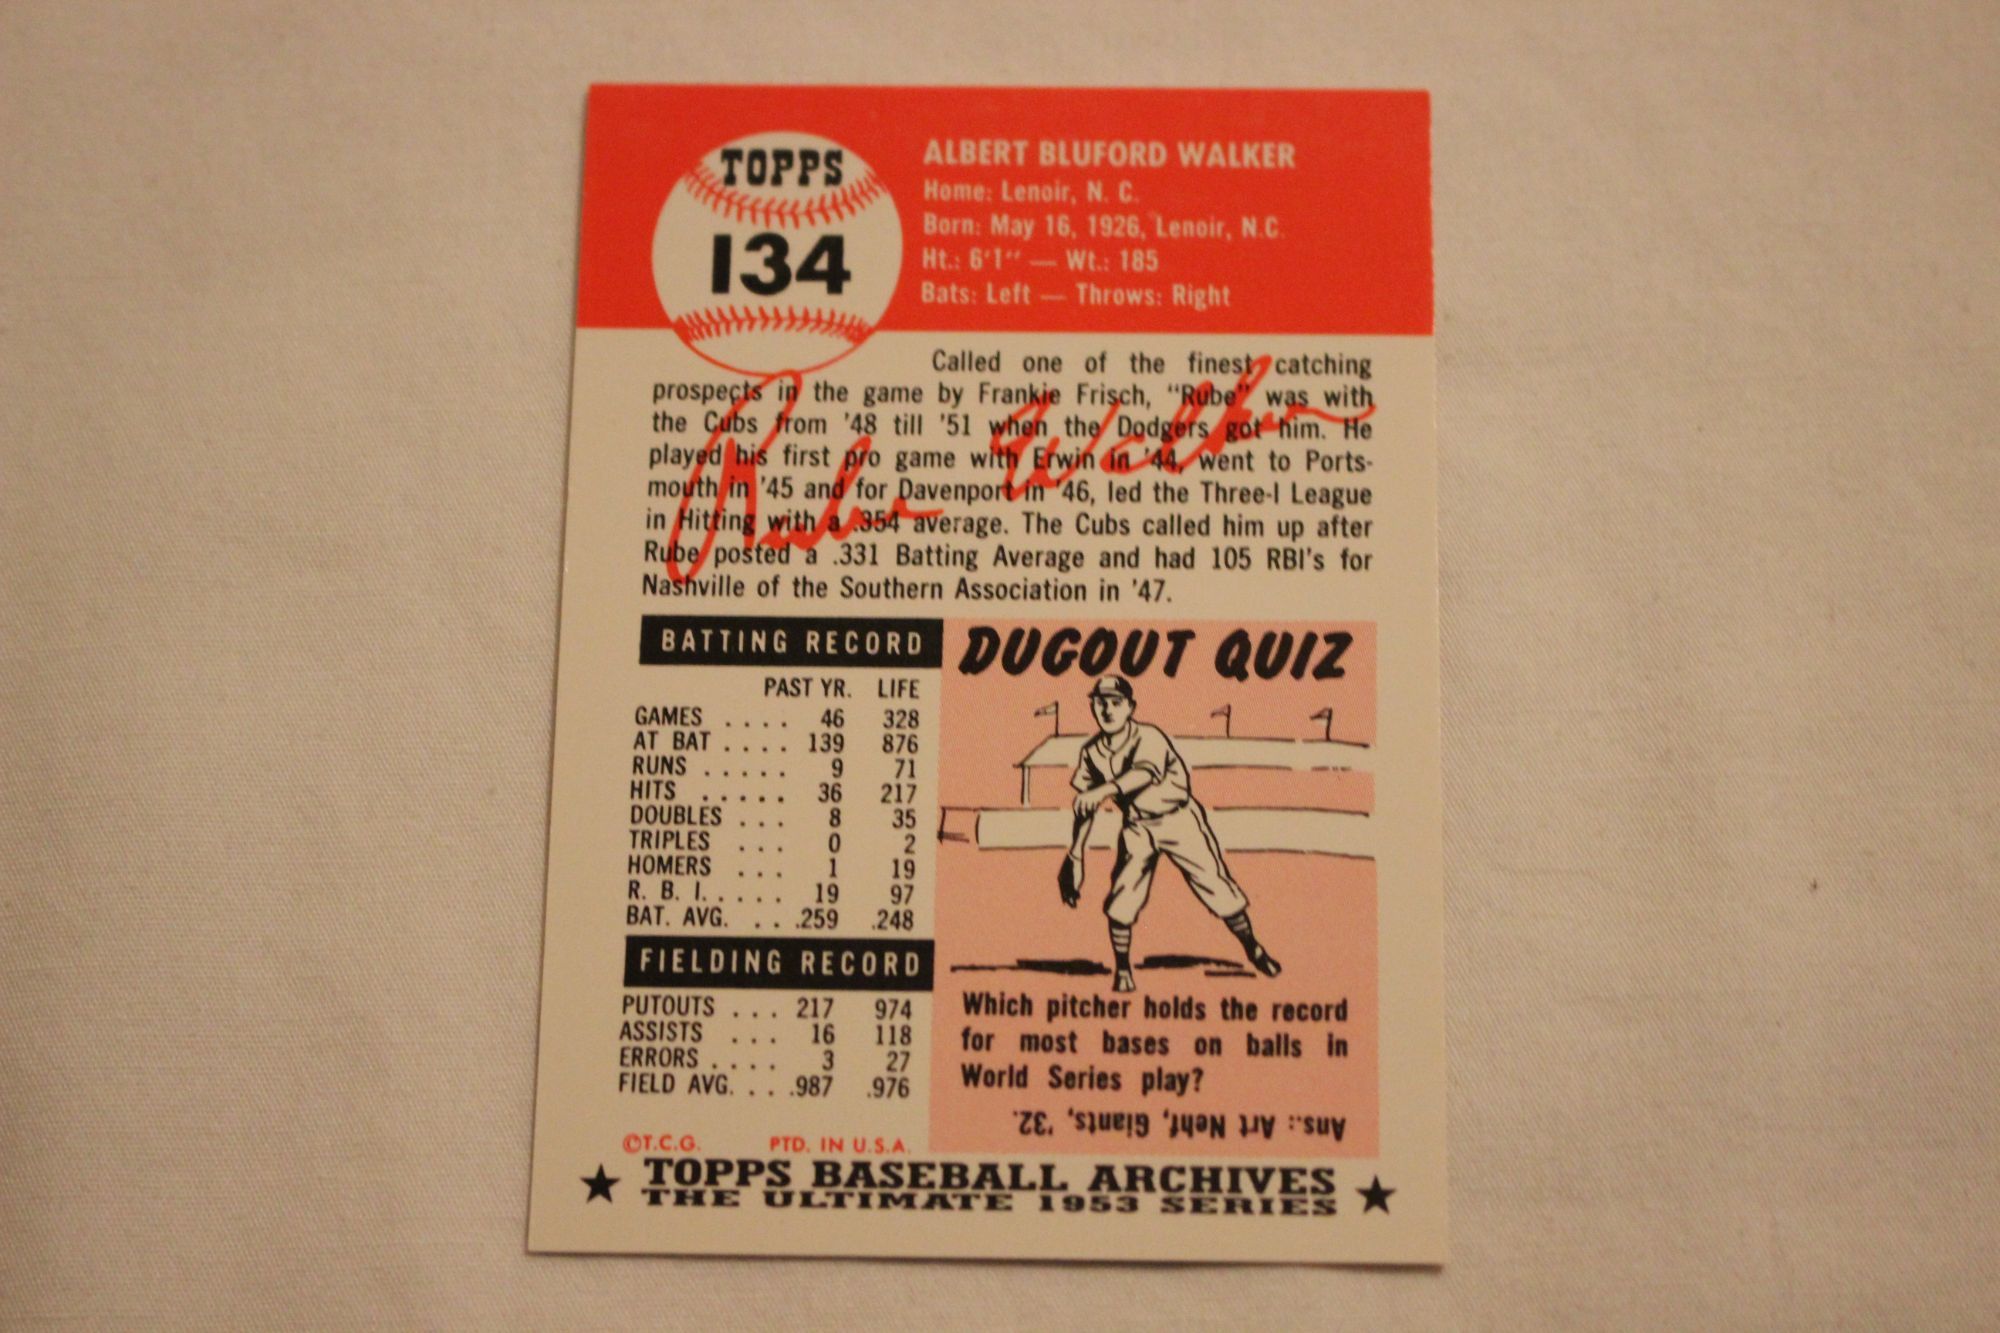 TOPPS
134
ALBERT BLUFORD WALKER
Home: Lenoir, N. C.
Born: May 16, 1926, Lenoir, N.C.
Ht.: 6'1" — Wt.: 185
Bats: Left — Throws: Right
Called one of the finest catching
prospects in the game by Frankie Frisch, "Rube" was with
the Cubs from '48 till '51 when the Dodgers got him. He
played his first pro game with Erwin in '44, went to Ports-
mouth in '45 and for Davenport in '46, led the Three-I League
in Hitting with a .354 average. The Cubs called him up after
Rube posted a .331 Batting Average and had 105 RBI's for
Nashville of the Southern Association in '47.
Rube Walker
BATTING RECORD
PAST YR. LIFE
GAMES .... 46 328
AT BAT .... 139 876
RUNS ..... 9 71
HITS ..... 36 217
DOUBLES ... 8 35
TRIPLES ... 0 2
HOMERS ... 1 19
R. B. I. .... 19 97
BAT. AVG. ... .259 .248
FIELDING RECORD
PUTOUTS ... 217 974
ASSISTS ... 16 118
ERRORS .... 3 27
FIELD AVG. ... .987 .976
©T.C.G. PTD. IN U.S.A.
DUGOUT QUIZ
Which pitcher holds the record
for most bases on balls in
World Series play?
Ans.: Art Nehf, Giants, '32.
TOPPS BASEBALL ARCHIVES
THE ULTIMATE 1953 SERIES